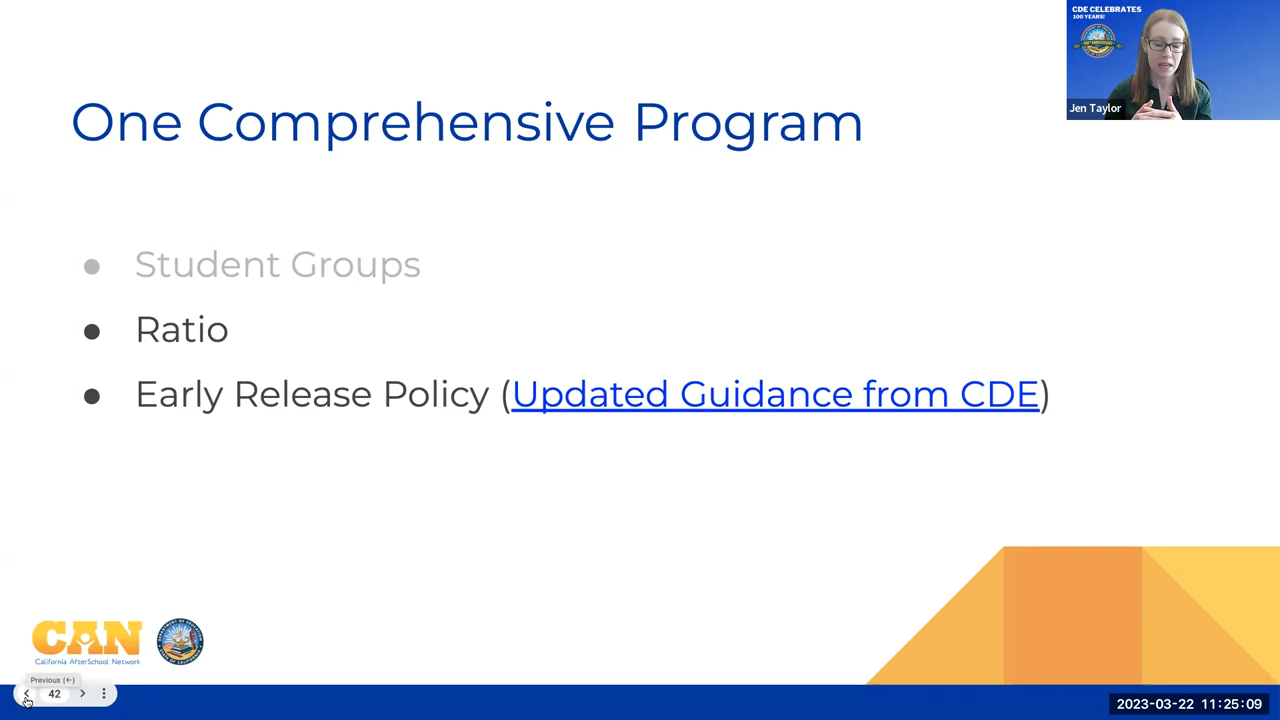 CDE CELEBRATES
100 YEARS!
Jen Taylor
One Comprehensive Program
● Student Groups
● Ratio
● Early Release Policy (Updated Guidance from CDE)
CAN
California AfterSchool Network
Previous (←)
42
2023-03-22 11:25:09